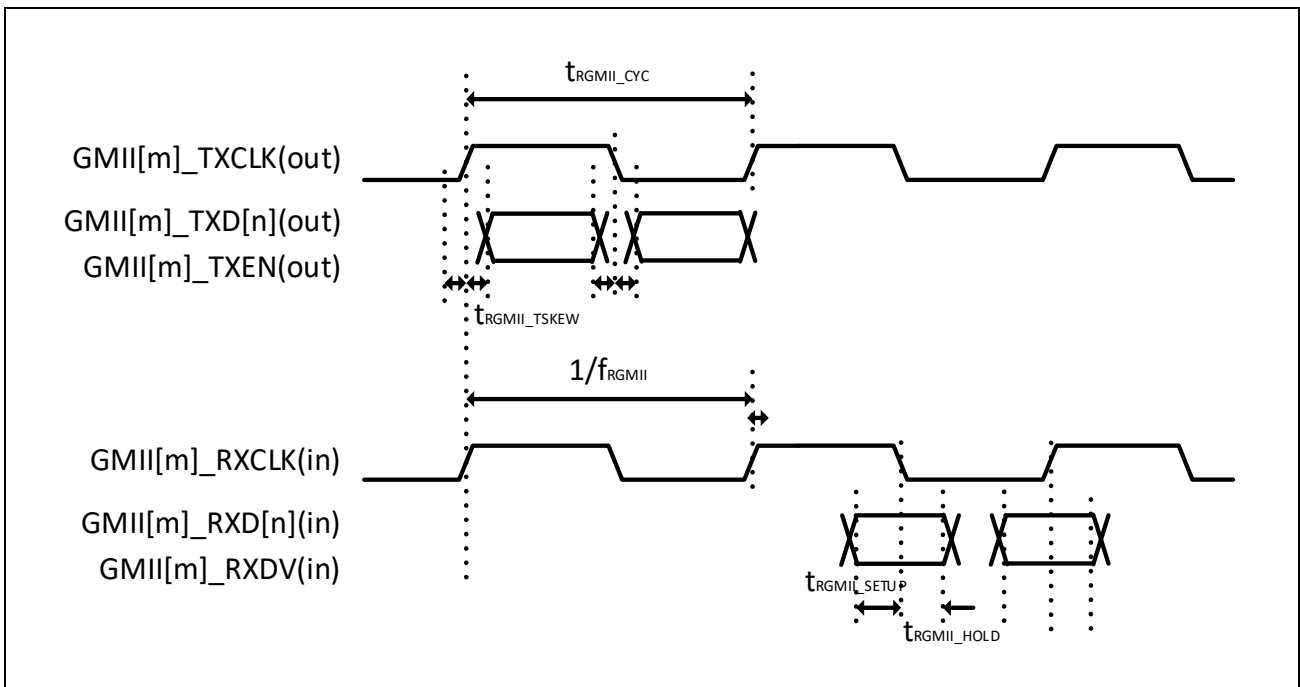 tRGMII_CYC
GMII[m]_TXCLK(out)
GMII[m]_TXD[n](out)
GMII[m]_TXEN(out)
tRGMII_TSKEW
1/fRGMII
GMII[m]_RXCLK(in)
GMII[m]_RXD[n](in)
GMII[m]_RXDV(in)
tRGMII_SETUP
tRGMII_HOLD